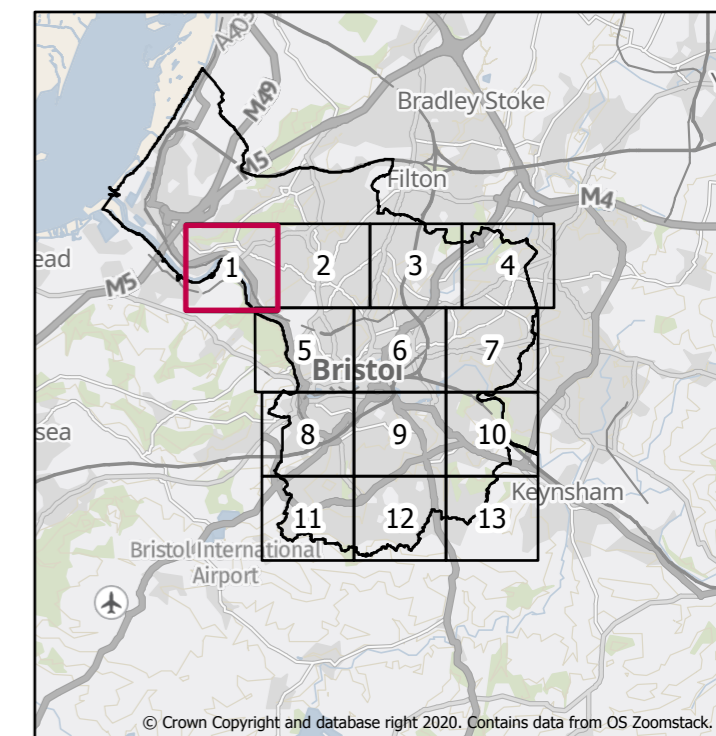 A403
M49
Bradley Stoke
M5
Filton
M4
ead
M5
1
2
3
4
5
6
7
Bristol
sea
8
9
10
Keynsham
11
12
13
Bristol International
Airport
© Crown Copyright and database right 2020. Contains data from OS Zoomstack.